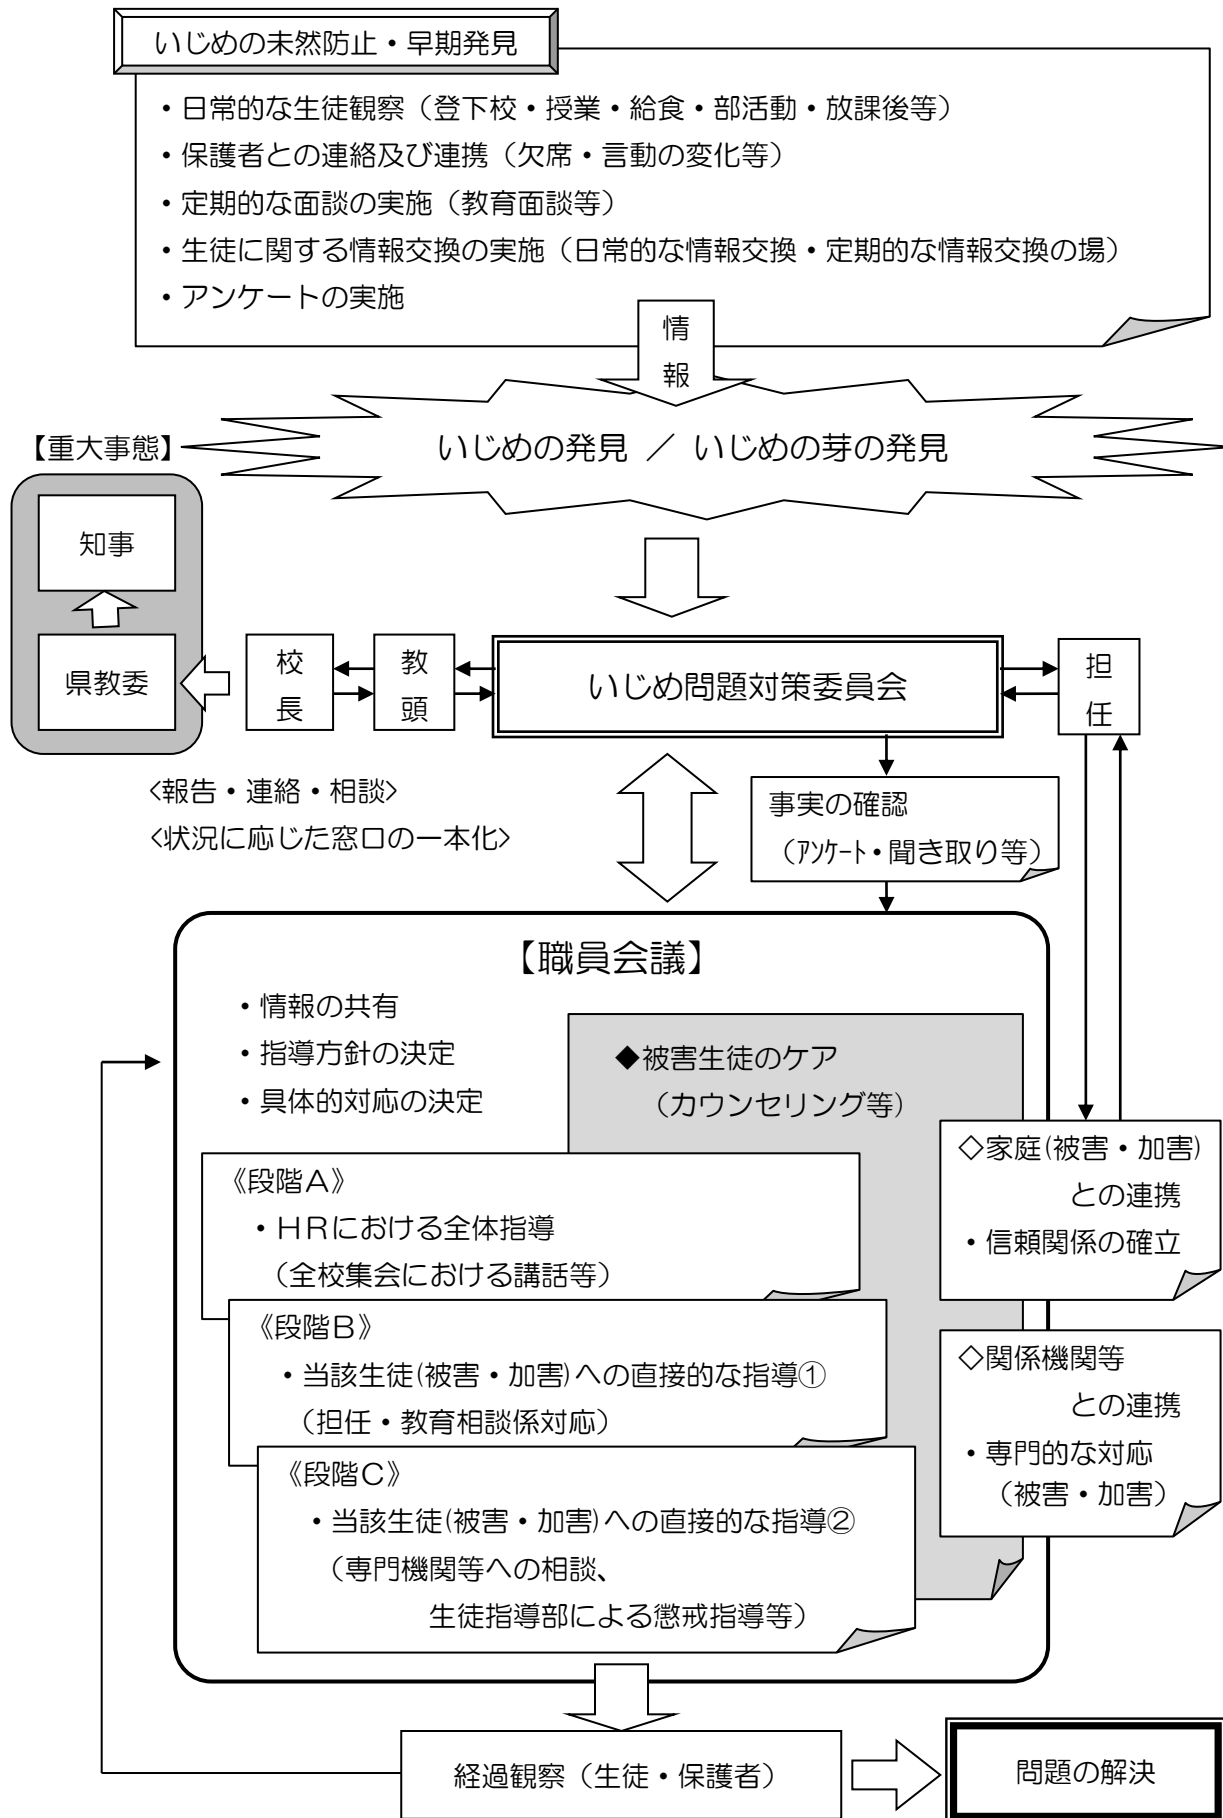 いじめの未然防止・早期発見
・日常的な生徒観察（登下校・授業・給食・部活動・放課後等）
・保護者との連絡及び連携（欠席・言動の変化等）
・定期的な面談の実施（教育面談等）
・生徒に関する情報交換の実施（日常的な情報交換・定期的な情報交換の場）
・アンケートの実施
情
報
いじめの発見 ／ いじめの芽の発見
【重大事態】
知事
県教委
校
長
教
頭
いじめ問題対策委員会
担
任
<報告・連絡・相談>
<状況に応じた窓口の一本化>
事実の確認
（ｱﾝｹｰﾄ・聞き取り等）
【職員会議】
・情報の共有
・指導方針の決定
・具体的対応の決定
◆被害生徒のケア
（カウンセリング等）
◇家庭(被害・加害)
との連携
・信頼関係の確立
《段階Ａ》
・ＨＲにおける全体指導
（全校集会における講話等）
《段階Ｂ》
・当該生徒(被害・加害)への直接的な指導①
（担任・教育相談係対応）
◇関係機関等
との連携
・専門的な対応
（被害・加害）
《段階Ｃ》
・当該生徒(被害・加害)への直接的な指導②
（専門機関等への相談、
生徒指導部による懲戒指導等）
経過観察（生徒・保護者）
問題の解決